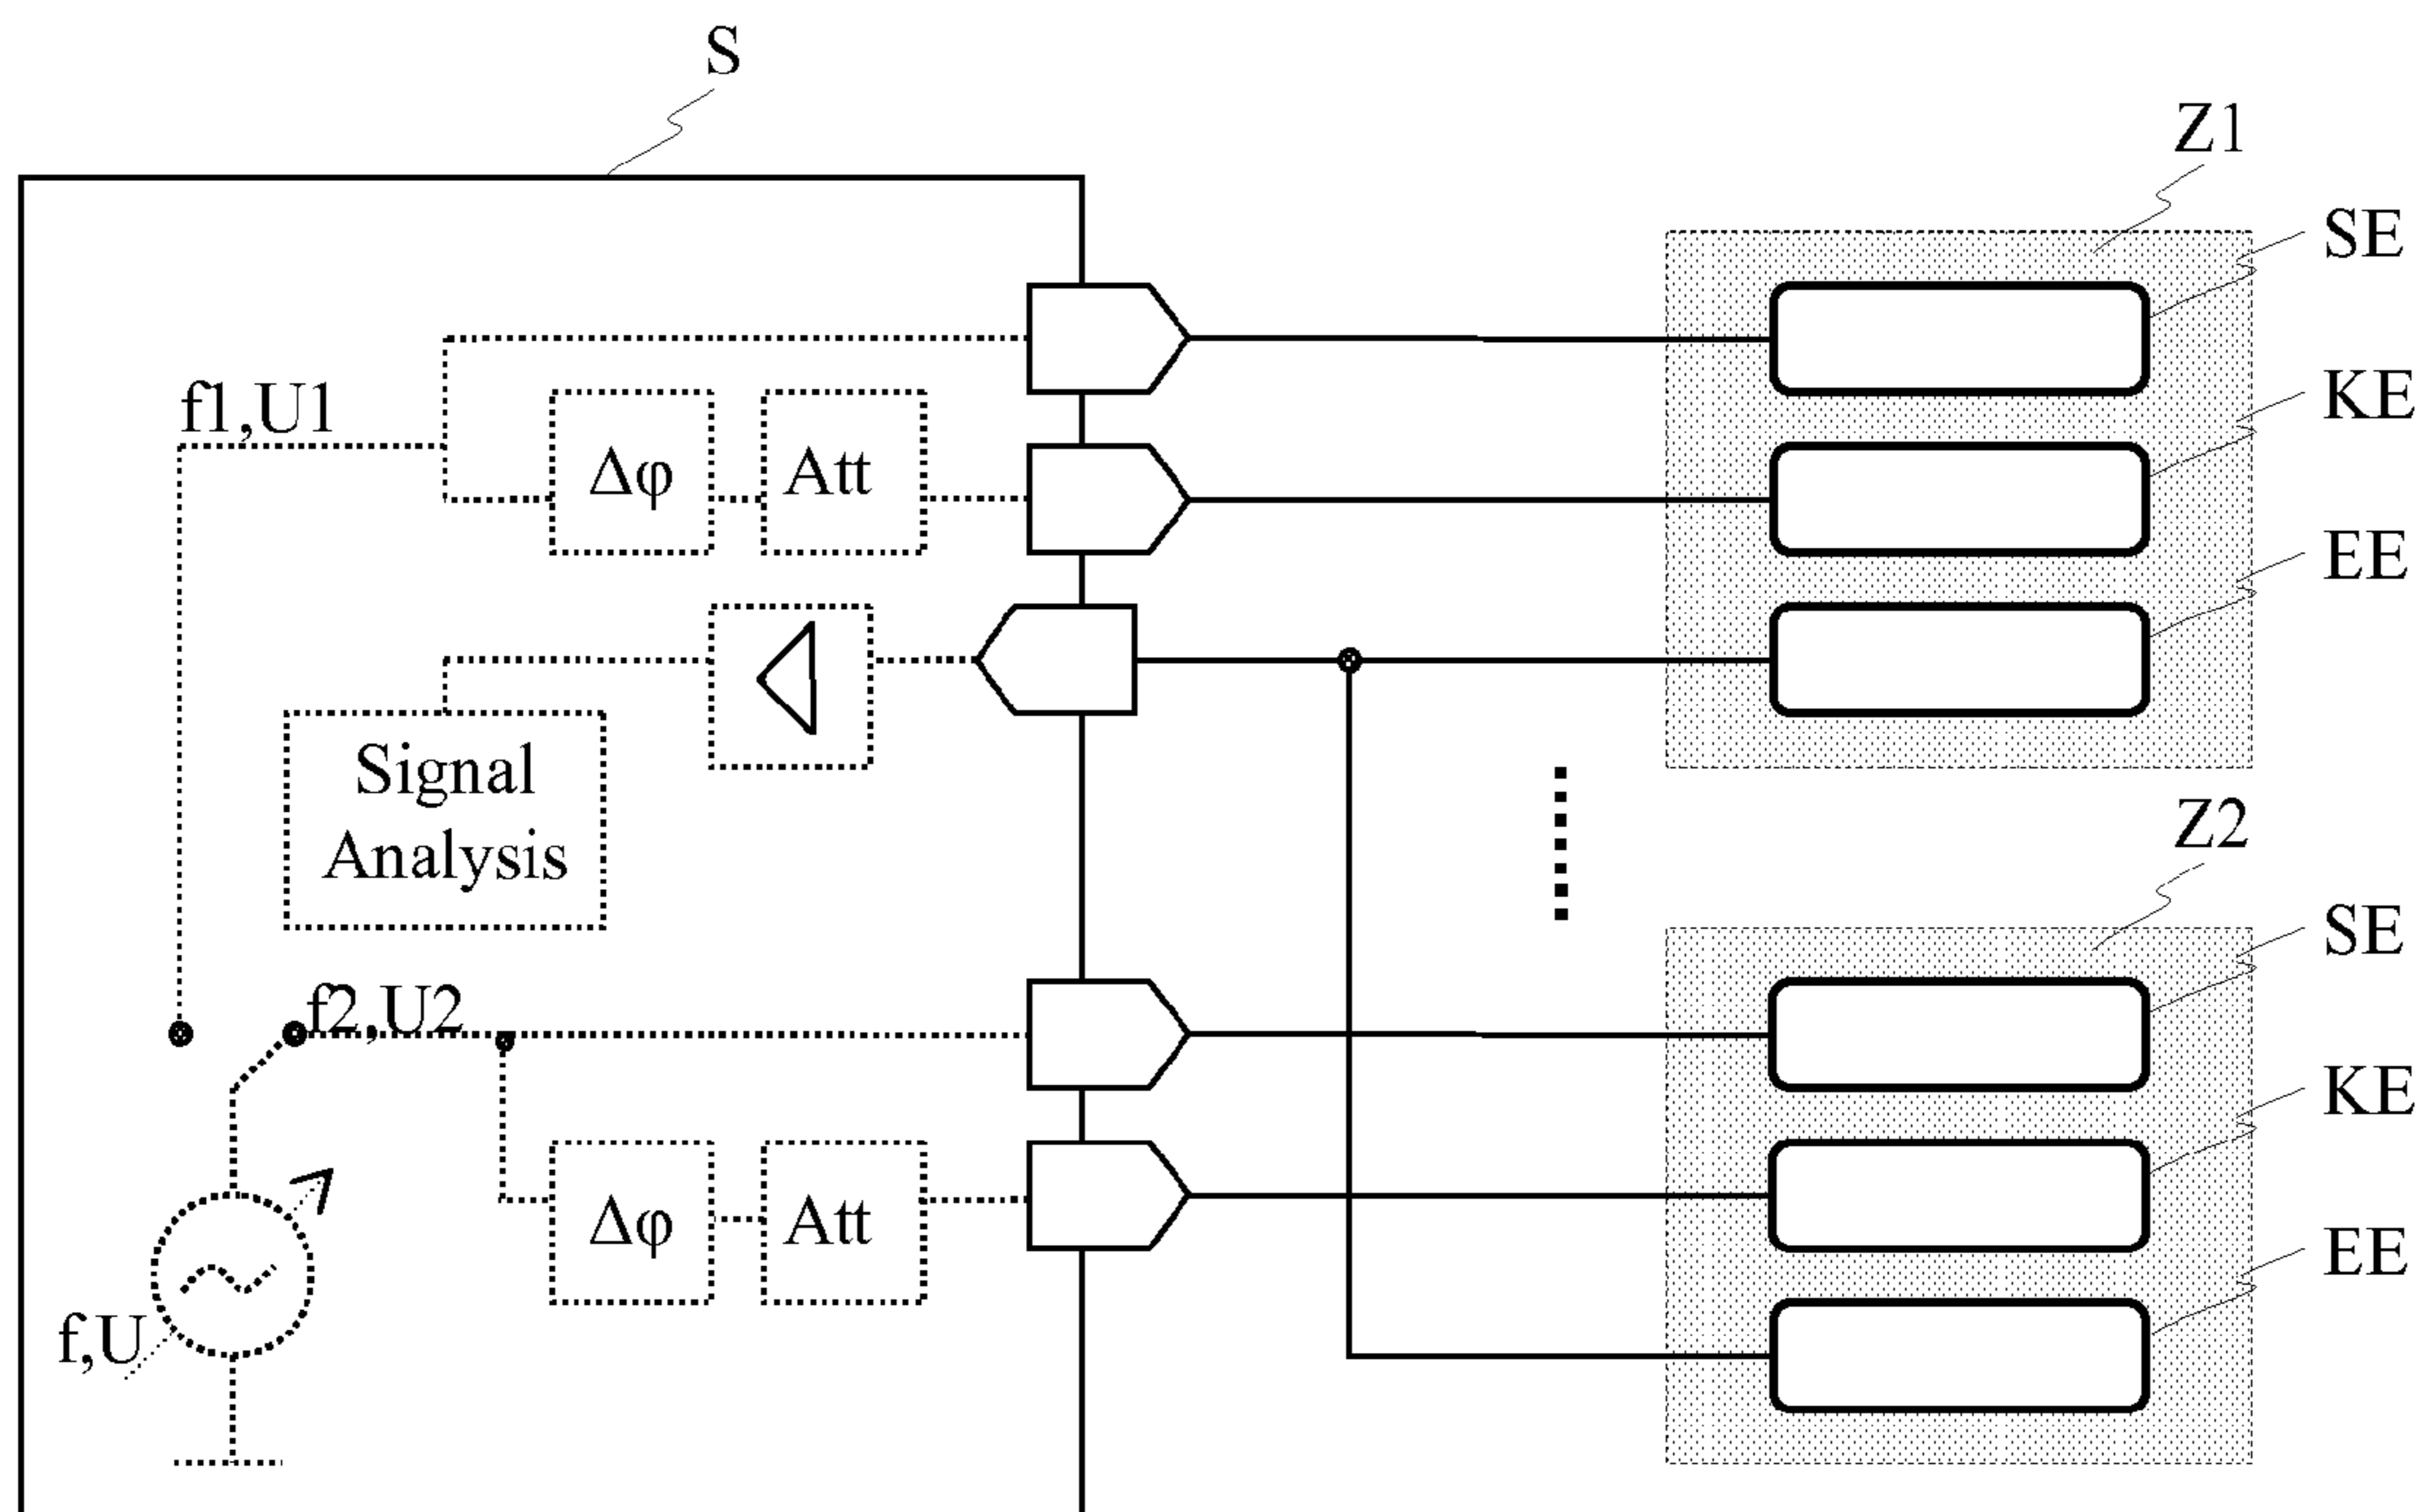 S
Z1
SE
KE
f1,U1
Δφ
Att
EE
Signal
Analysis
Z2
SE
f2,U2
KE
Δφ
Att
EE
f,U